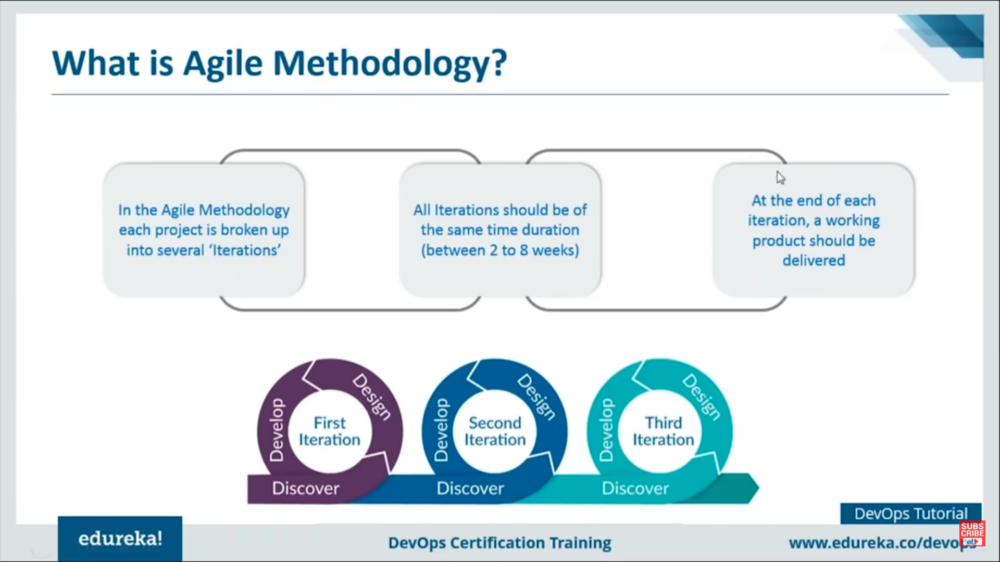 What is Agile Methodology?
In the Agile Methodology
each project is broken up
into several ‘Iterations’
All Iterations should be of
the same time duration
(between 2 to 8 weeks)
At the end of each
iteration, a working
product should be
delivered
Develop
Design
First
Iteration
Discover
Develop
Design
Second
Iteration
Discover
Develop
Design
Third
Iteration
Discover
DevOps Tutorial
edureka!
DevOps Certification Training
www.edureka.co/devops
SUBS
CRIBE
e!